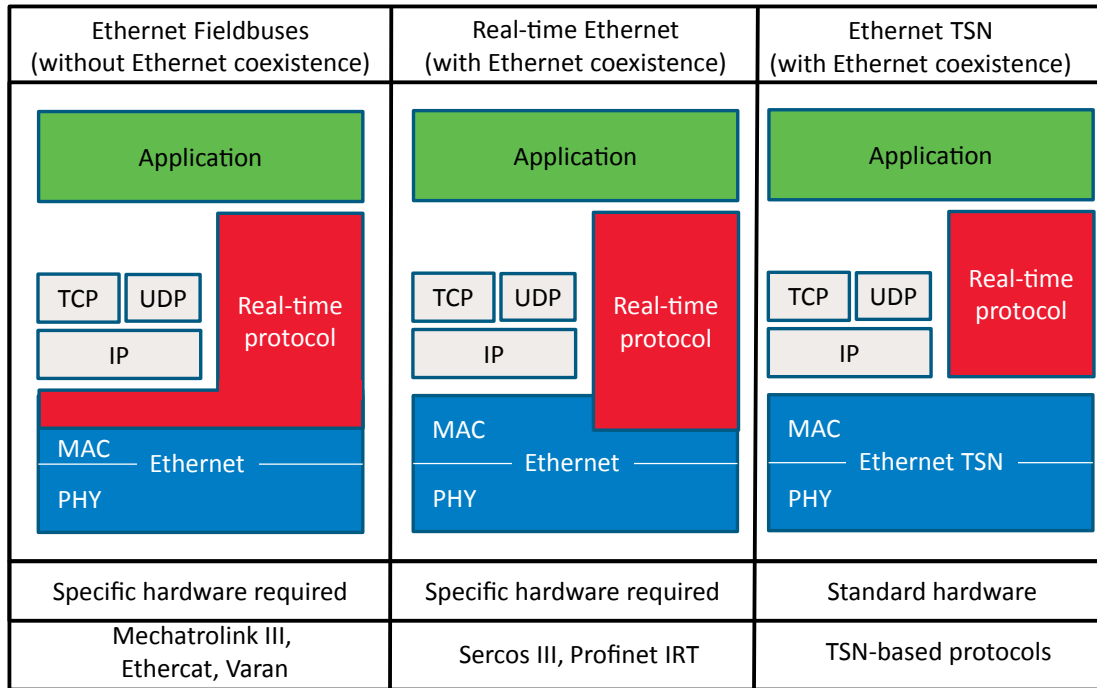 Ethernet Fieldbuses
(without Ethernet coexistence)
Real-time Ethernet
(with Ethernet coexistence)
Ethernet TSN
(with Ethernet coexistence)
Application
TCP
UDP
IP
Real-time
protocol
MAC
Ethernet
PHY
Application
TCP
UDP
IP
Real-time
protocol
MAC
Ethernet
PHY
Application
TCP
UDP
IP
Real-time
protocol
MAC
Ethernet TSN
PHY
Specific hardware required
Specific hardware required
Standard hardware
Mechatrolink III,
Ethercat, Varan
Sercos III, Profinet IRT
TSN-based protocols